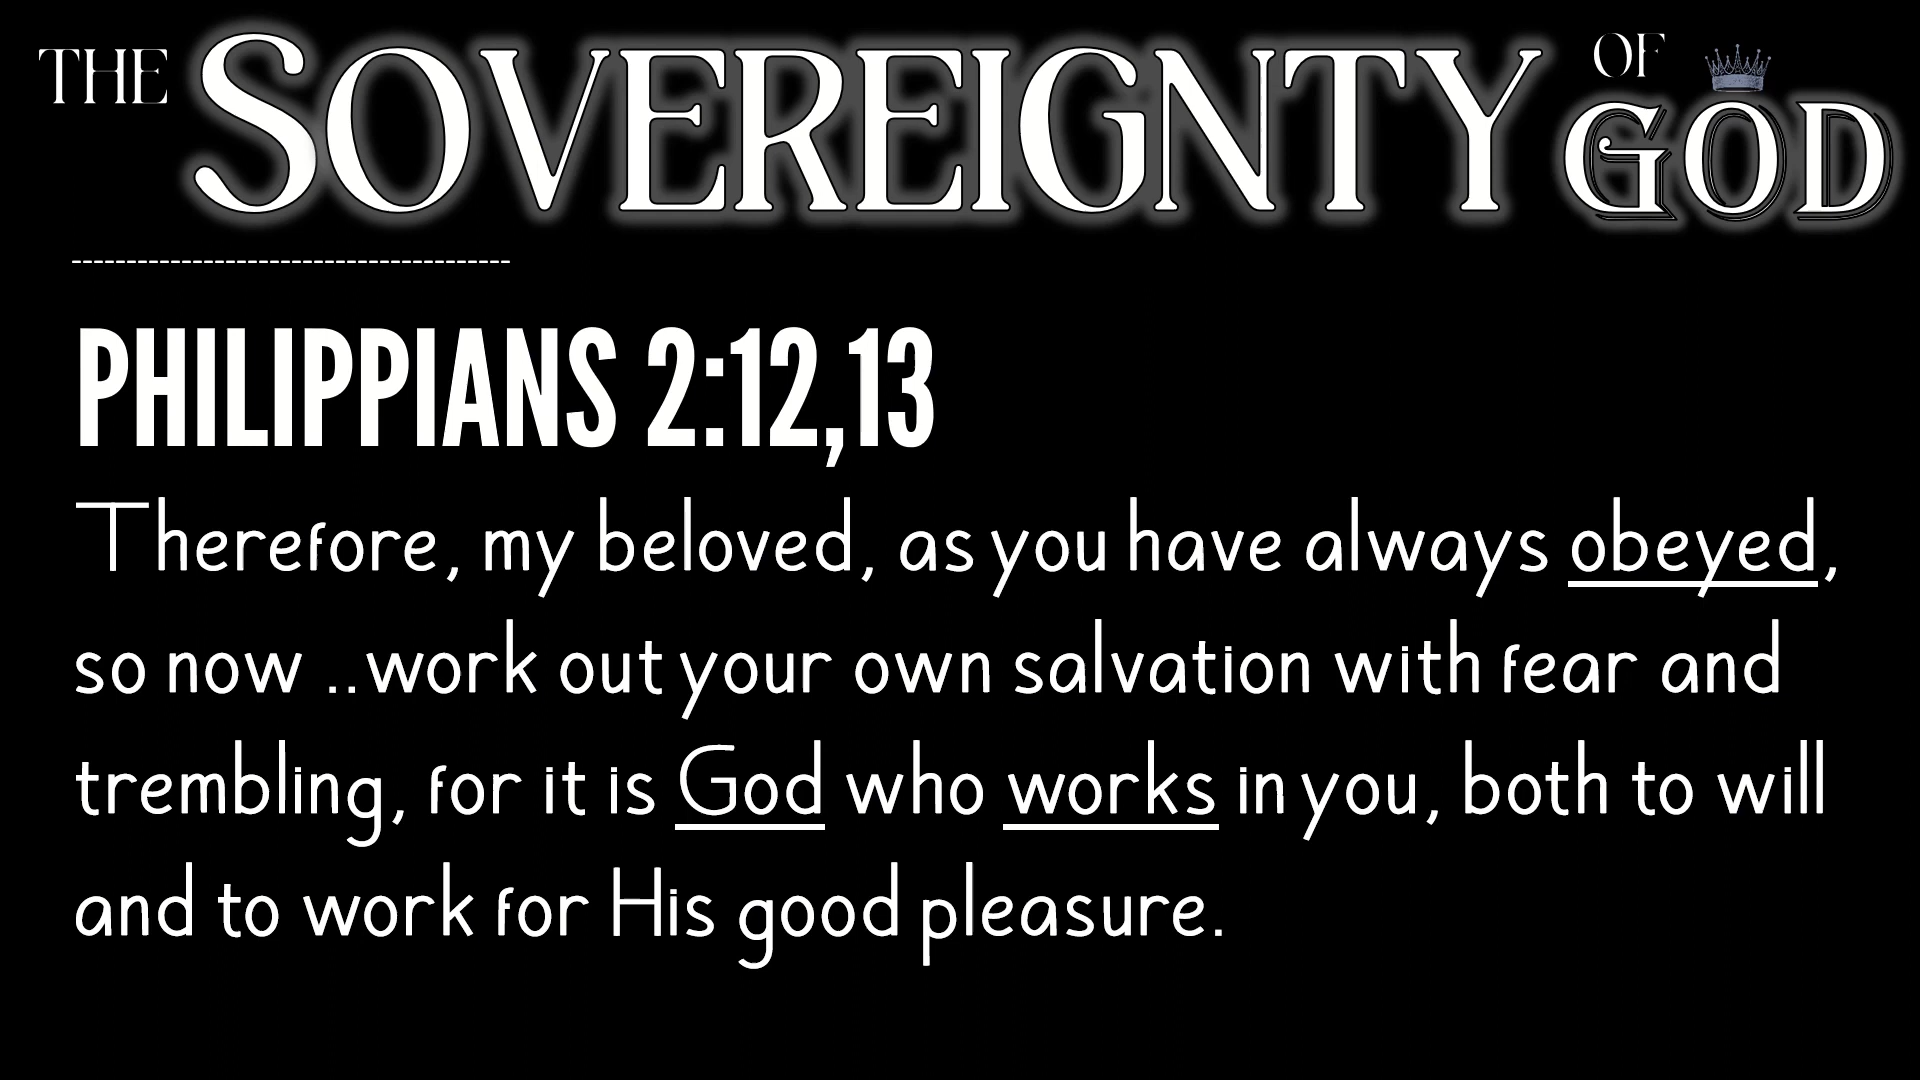 THE SOVEREIGNTY OF GOD
---------------------------------------
PHILIPPIANS 2:12,13
Therefore, my beloved, as you have always obeyed,
so now ..work out your own salvation with fear and
trembling, for it is God who works in you, both to will
and to work for His good pleasure.